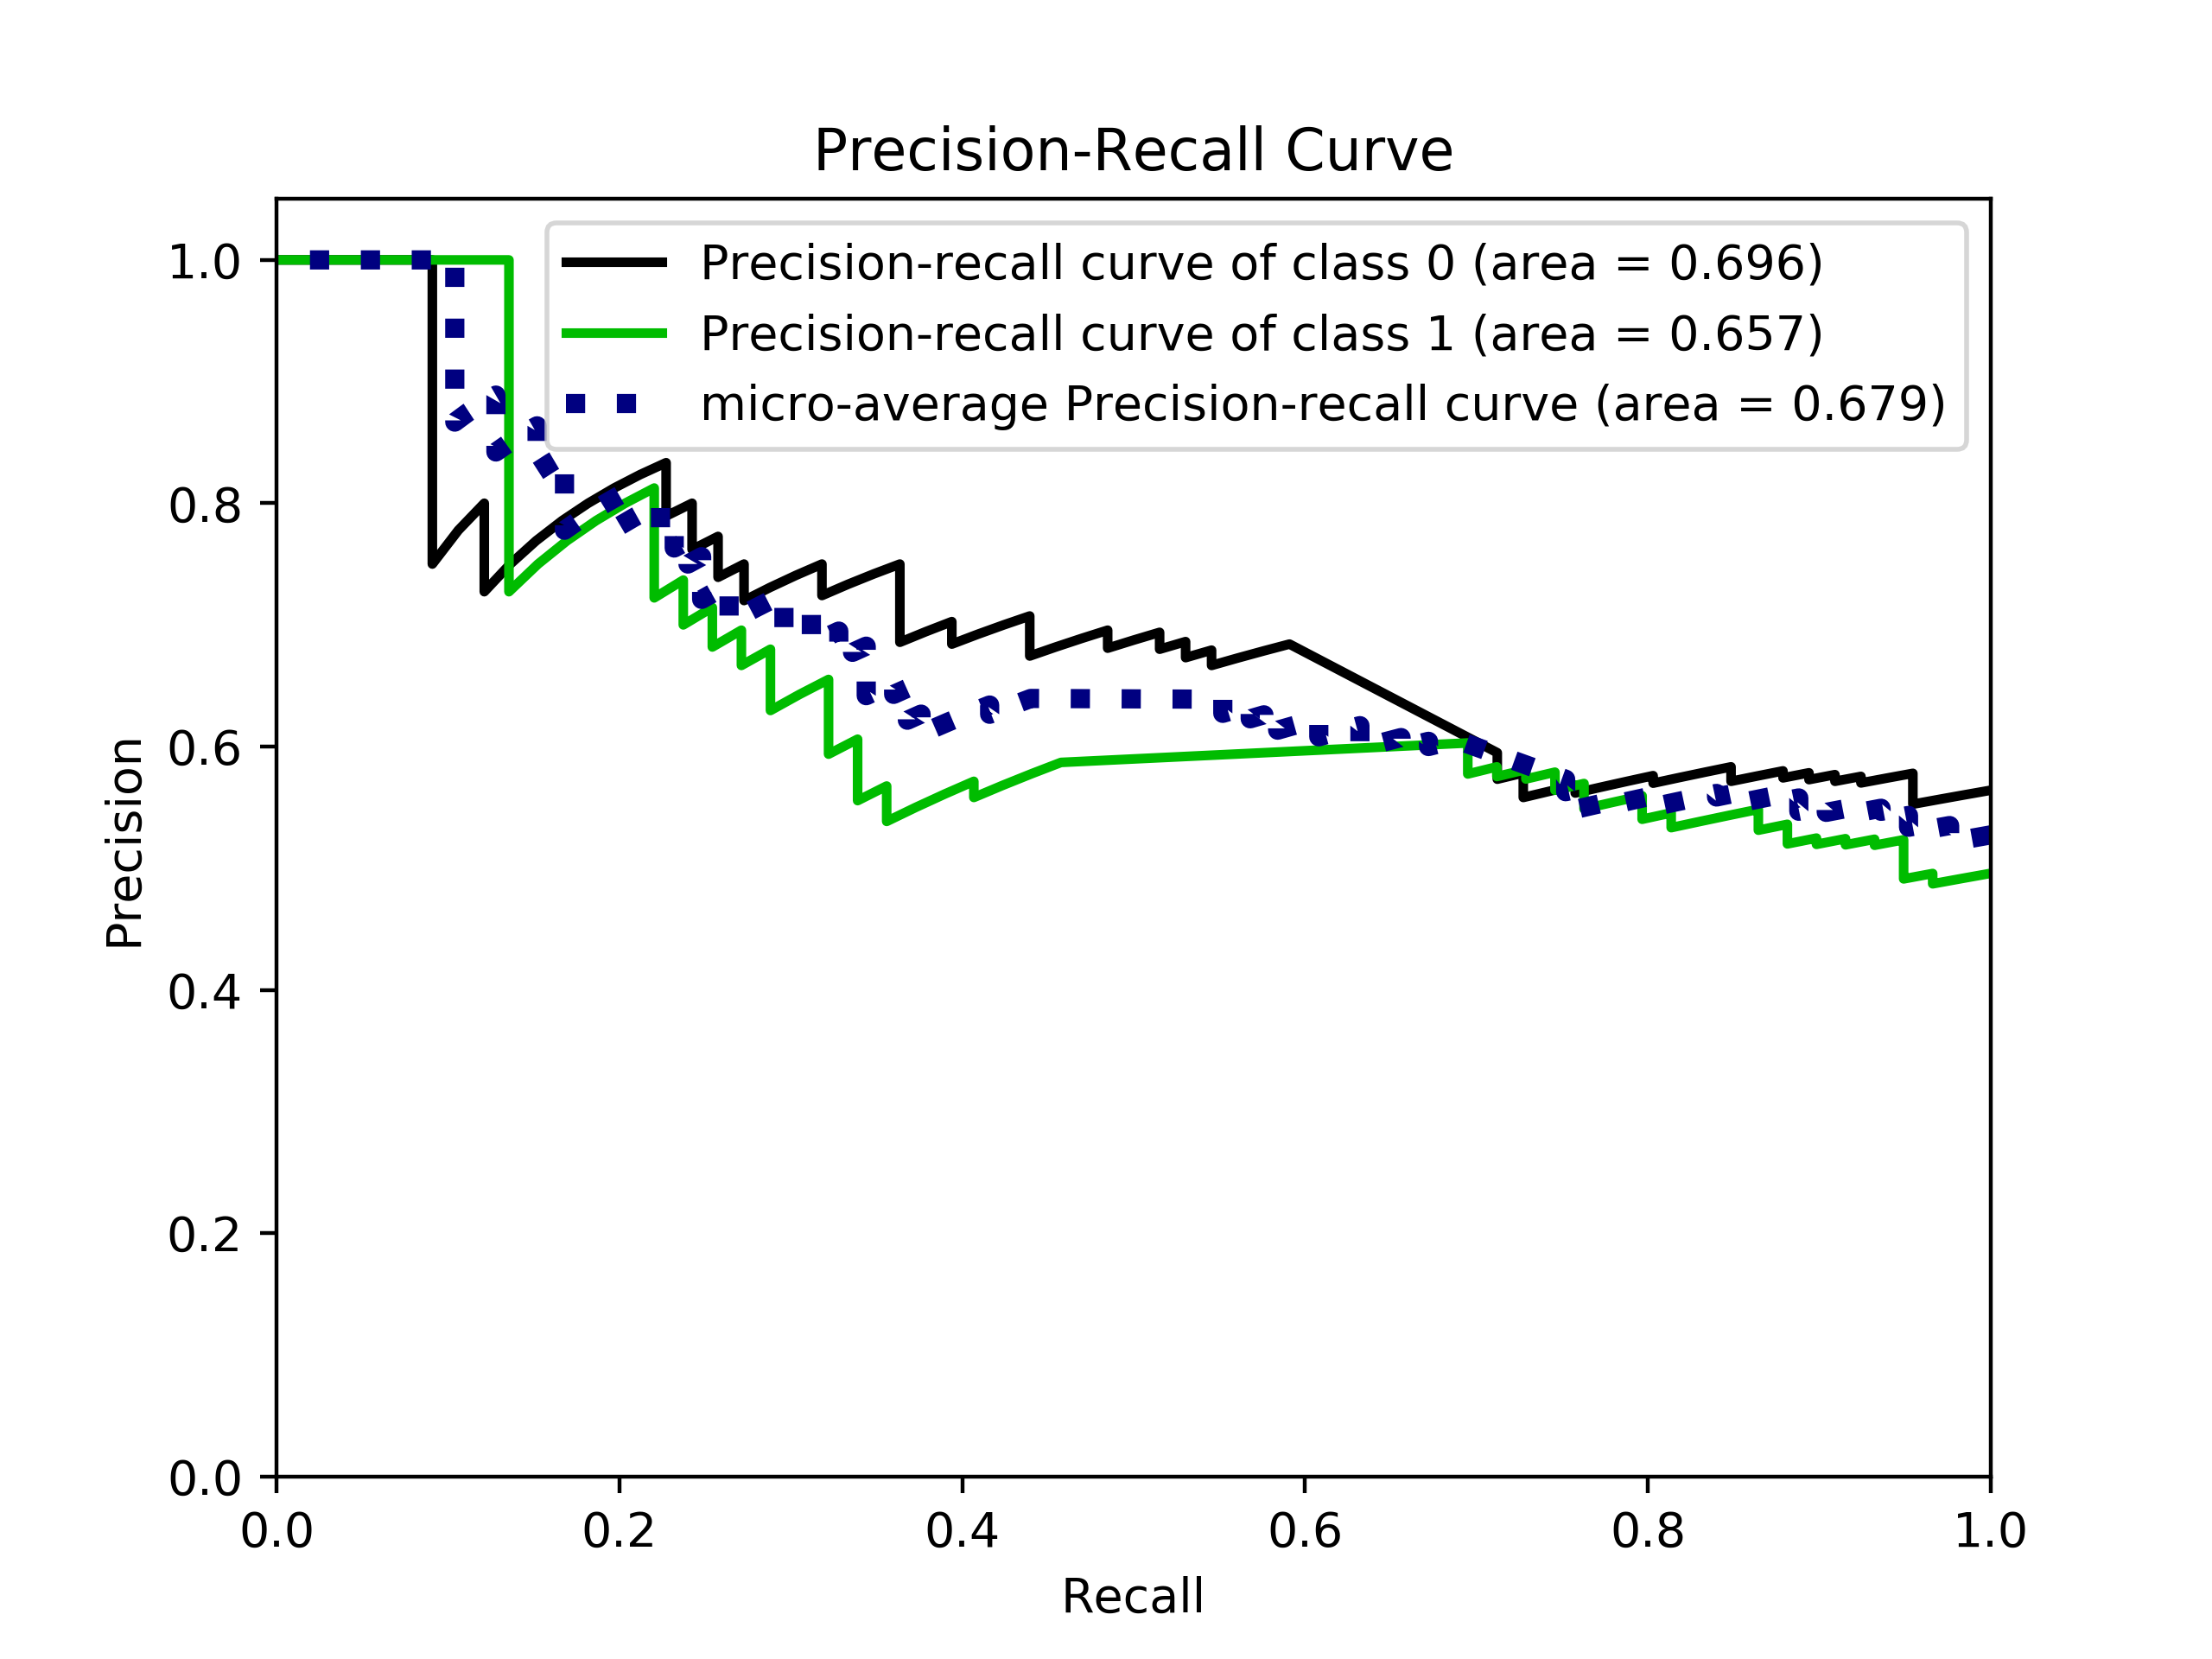 Precision-Recall Curve
1.0
0.8
0.6
0.4
0.2
0.0
Precision
Precision-recall curve of class 0 (area = 0.696)
Precision-recall curve of class 1 (area = 0.657)
micro-average Precision-recall curve (area = 0.679)
0.0 0.2 0.4 0.6 0.8 1.0
Recall